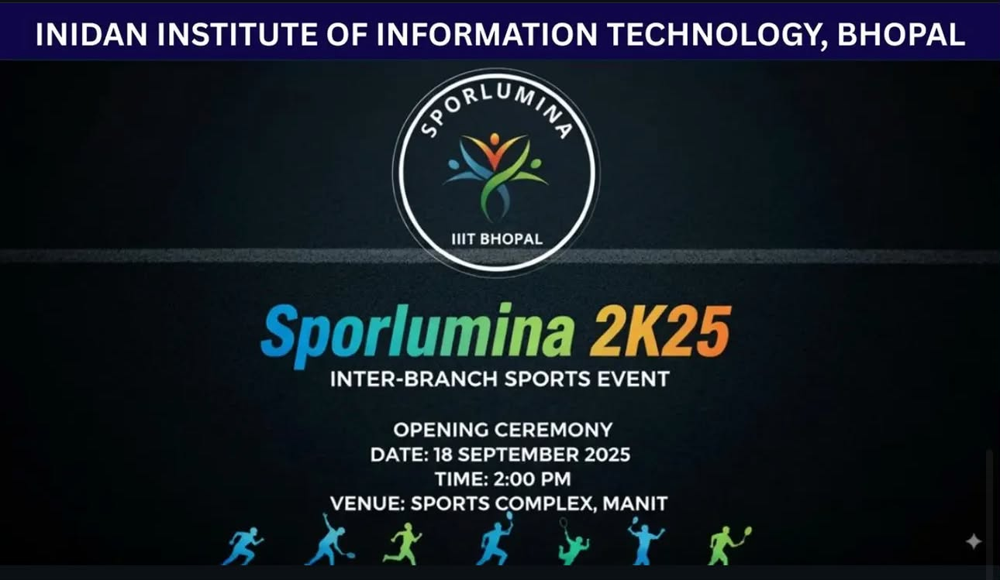 INIDAN INSTITUTE OF INFORMATION TECHNOLOGY, BHOPAL
SPORLUMINA
IIIT BHOPAL
Sporlumina 2K25
INTER-BRANCH SPORTS EVENT
OPENING CEREMONY
DATE: 18 SEPTEMBER 2025
TIME: 2:00 PM
VENUE: SPORTS COMPLEX, MANIT